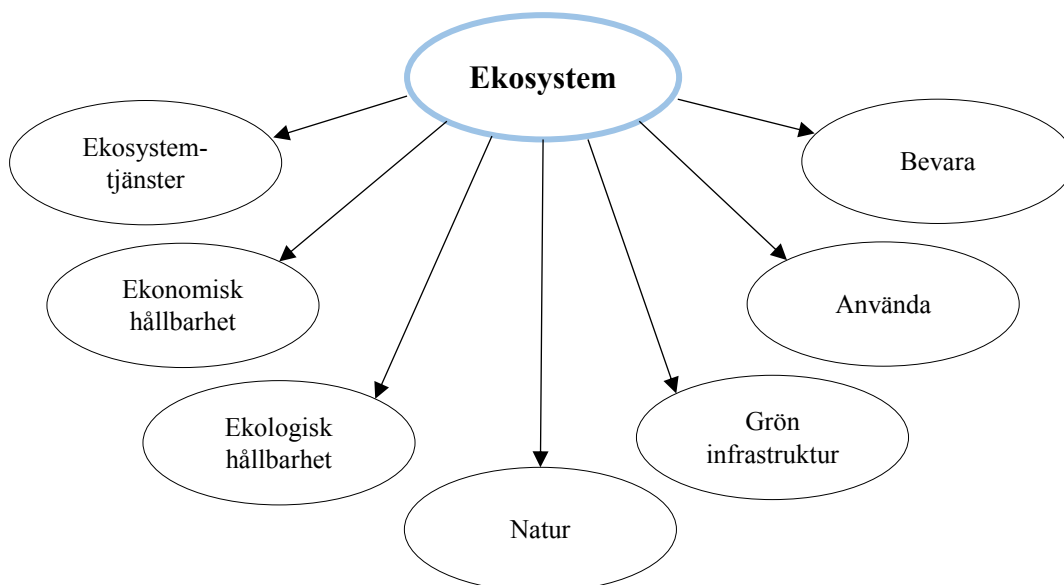 Ekosystem
Ekosystem-
tjänster
Bevara
Ekonomisk
hållbarhet
Använda
Ekologisk
hållbarhet
Grön
infrastruktur
Natur